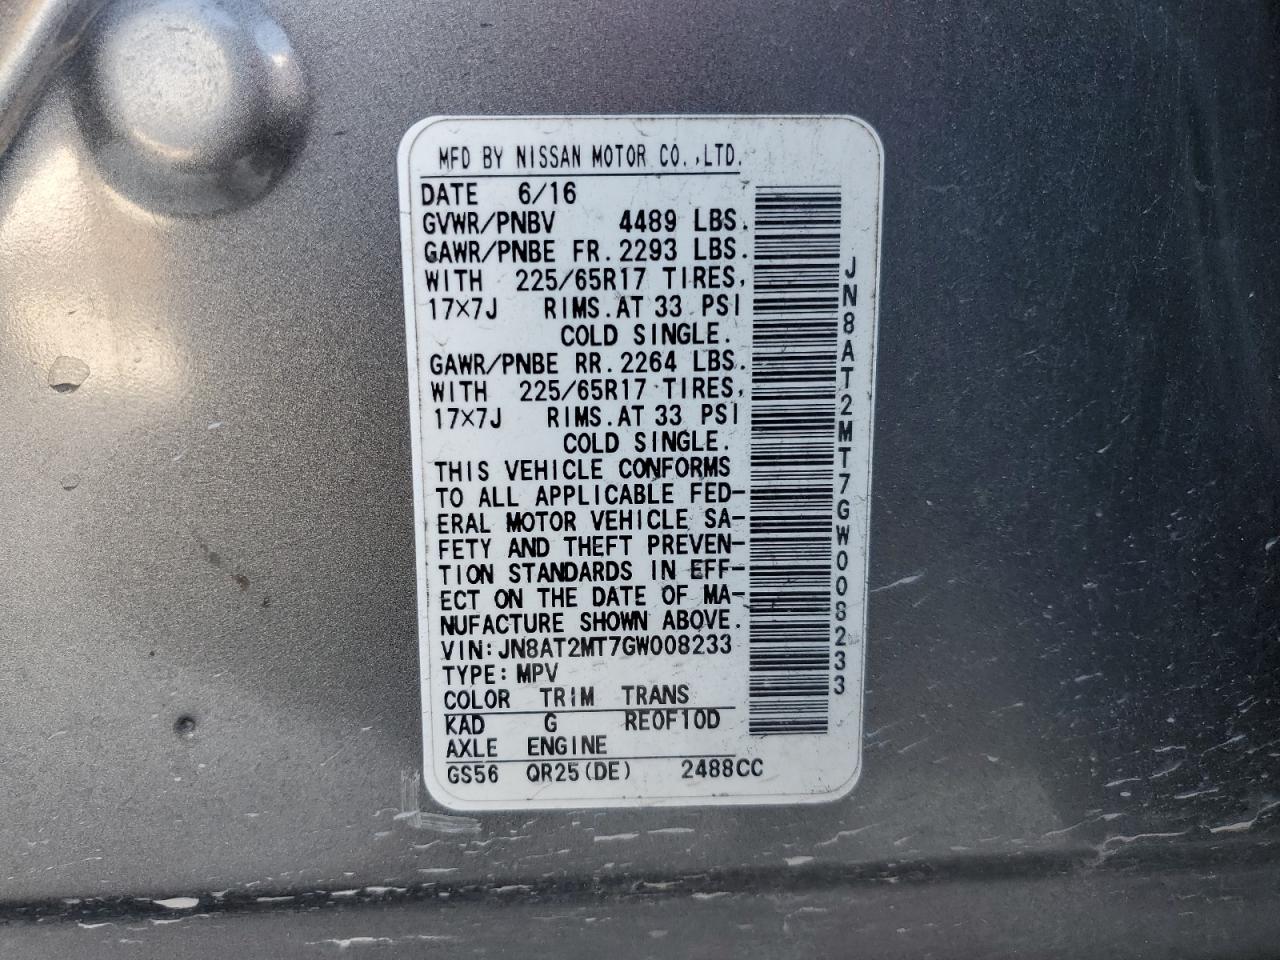 MFD BY NISSAN MOTOR CO.,LTD.
DATE 6/16
GVWR/PNBV 4489 LBS.
GAWR/PNBE FR. 2293 LBS.
WITH 225/65R17 TIRES,
17×7J RIMS. AT 33 PSI
COLD SINGLE.
GAWR/PNBE RR. 2264 LBS.
WITH 225/65R17 TIRES,
17×7J RIMS. AT 33 PSI
COLD SINGLE.
THIS VEHICLE CONFORMS
TO ALL APPLICABLE FED-
ERAL MOTOR VEHICLE SA-
FETY AND THEFT PREVEN-
TION STANDARDS IN EFF-
ECT ON THE DATE OF MA-
NUFACTURE SHOWN ABOVE.
VIN: JN8AT2MT7GW008233
TYPE: MPV
COLOR TRIM TRANS
KAD G RE0F10D
AXLE ENGINE
GS56 QR25(DE) 2488CC
JN8AT2MT7GW008233